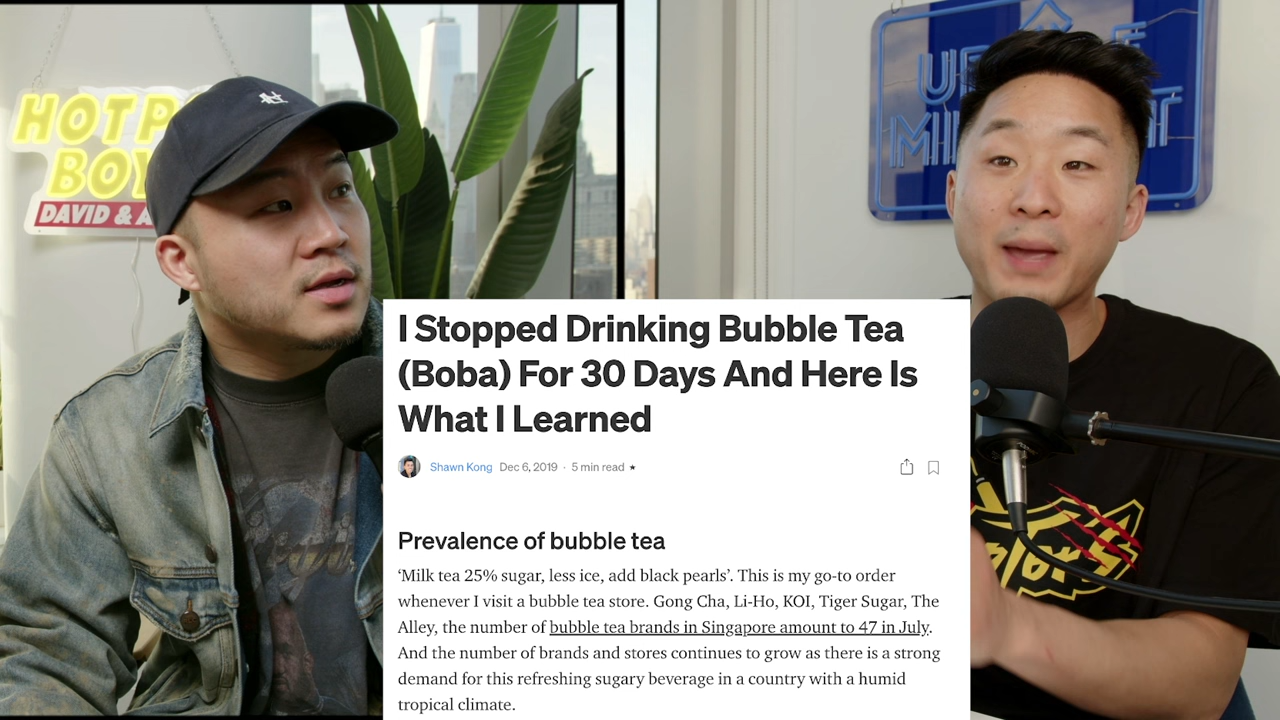 HOT P
BOY
DAVID & A
I Stopped Drinking Bubble Tea
(Boba) For 30 Days And Here Is
What I Learned
Shawn Kong Dec 6, 2019 · 5 min read ★
Prevalence of bubble tea
‘Milk tea 25% sugar, less ice, add black pearls’. This is my go-to order
whenever I visit a bubble tea store. Gong Cha, Li-Ho, KOI, Tiger Sugar, The
Alley, the number of bubble tea brands in Singapore amount to 47 in July.
And the number of brands and stores continues to grow as there is a strong
demand for this refreshing sugary beverage in a country with a humid
tropical climate.